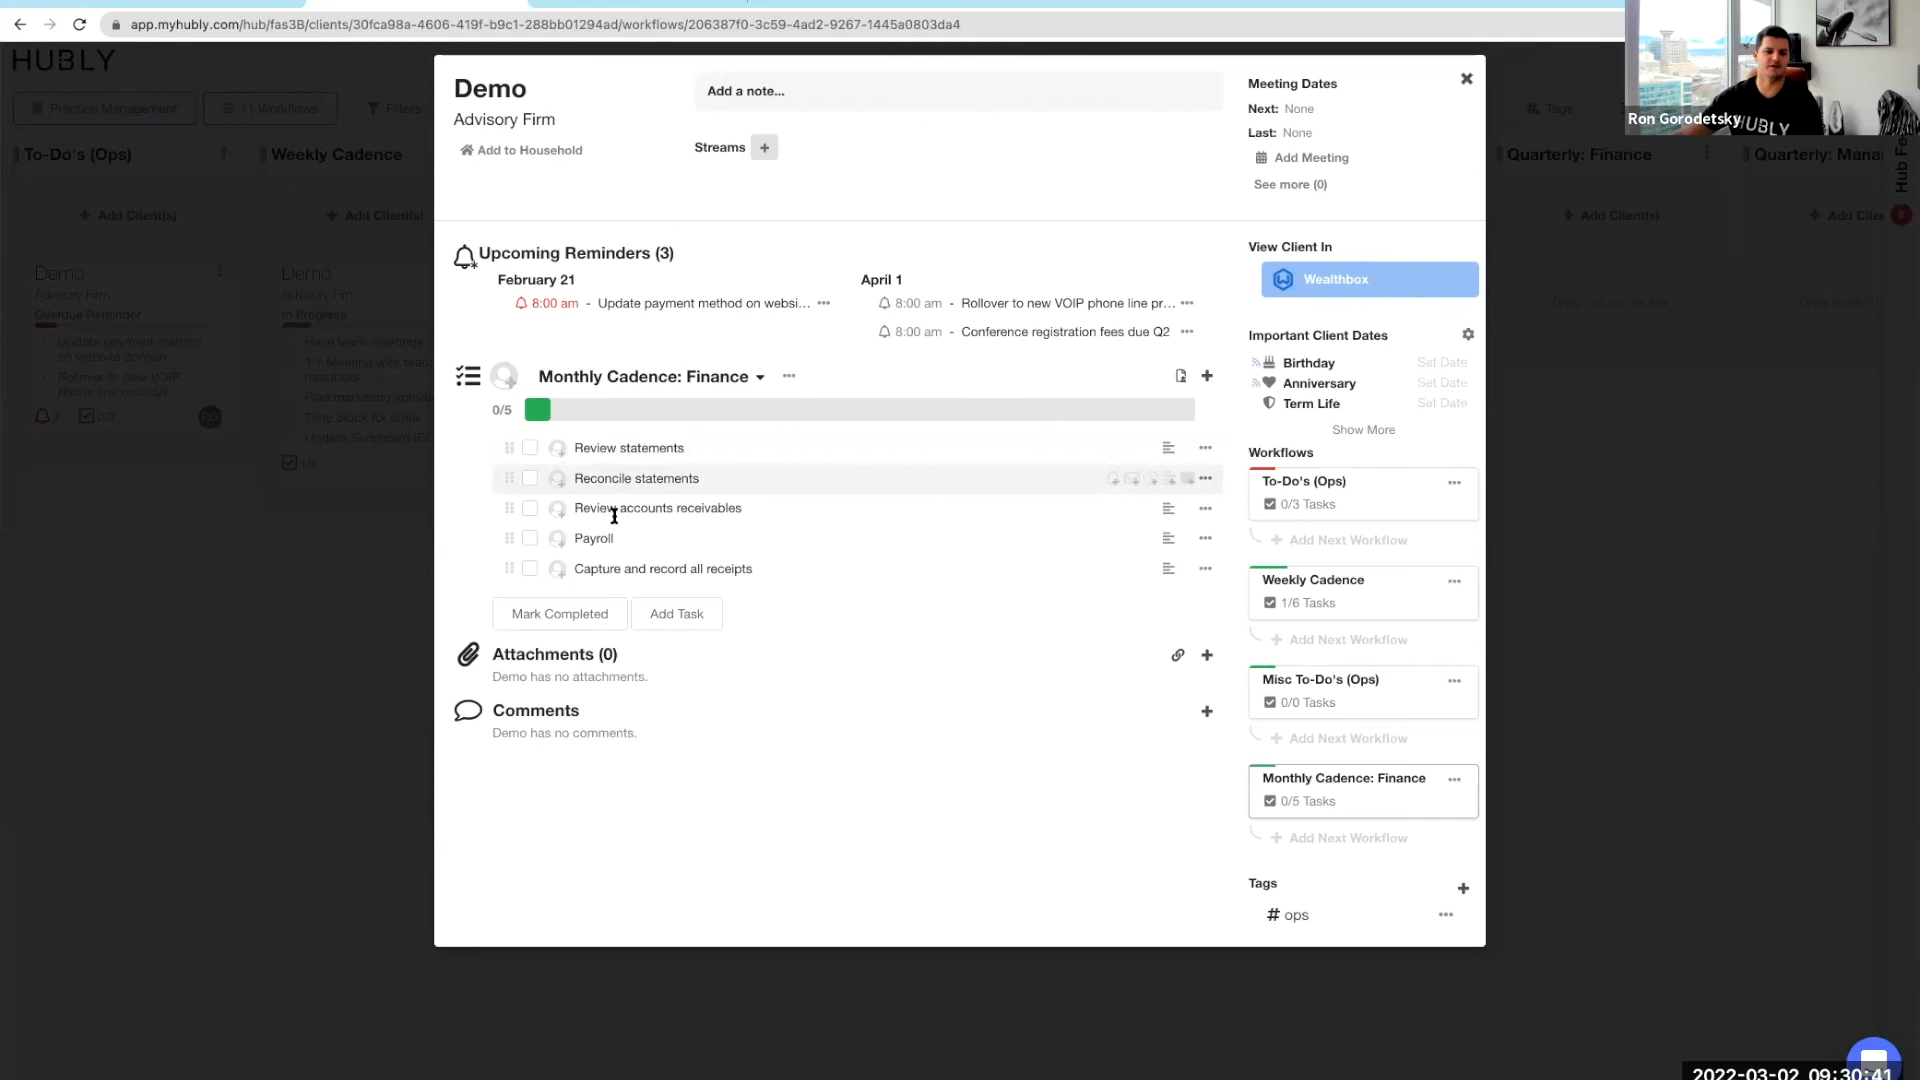 app.myhubly.com/hub/fas3B/clients/30fca98a-4606-419f-b9c1-288bb01294ad/workflows/206387f0-3c59-4ad2-9267-1445a0803da4
HUBLY
Practice Management
11 Workflows
Filters
Tags
To-Do's (Ops)
Weekly Cadence
Quarterly: Finance
Quarterly: Mana
Add Client(s)
Add Client(s)
Add Client(s)
Add Clie
Demo
Advisory Firm
Overdue Reminder
Update payment method
on website domain
Rollover to new VOIP
phone line provider
3
0/3
Demo
Advisory Firm
In Progress
Have team meetings
1-1 Meeting with team
members
Plan marketing activiti
Time block for email
1/6
Demo
Advisory Firm
Add to Household
Add a note...
Streams
Meeting Dates
Next: None
Last: None
Add Meeting
See more (0)
Upcoming Reminders (3)
February 21
8:00 am - Update payment method on websi...
April 1
8:00 am - Rollover to new VOIP phone line pr...
8:00 am - Conference registration fees due Q2
Monthly Cadence: Finance
0/5
Review statements
Reconcile statements
Review accounts receivables
Payroll
Capture and record all receipts
Mark Completed
Add Task
Attachments (0)
Demo has no attachments.
Comments
Demo has no comments.
View Client In
Wealthbox
Important Client Dates
Birthday Set Date
Anniversary Set Date
Term Life Set Date
Show More
Workflows
To-Do's (Ops)
0/3 Tasks
Add Next Workflow
Weekly Cadence
1/6 Tasks
Add Next Workflow
Misc To-Do's (Ops)
0/0 Tasks
Add Next Workflow
Monthly Cadence: Finance
0/5 Tasks
Add Next Workflow
Tags
# ops
Ron Gorodetsky
HUBLY
Hub Fe
2022-03-02 09:30:41